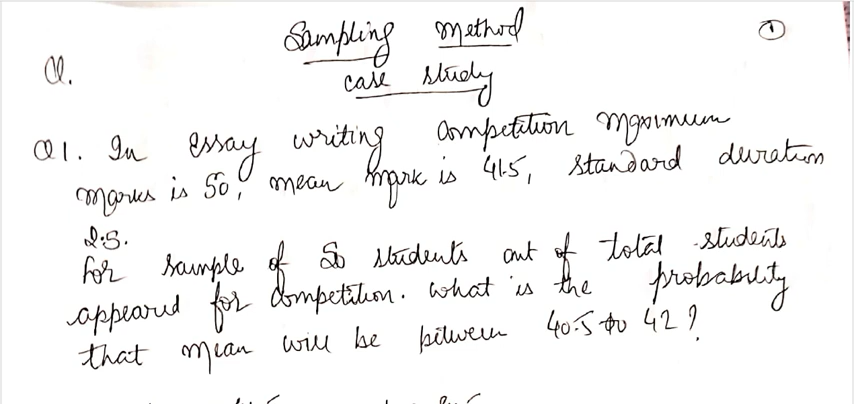 Sampling Method
①
Q.
case study
Q1. In essay writing competition maximum
marks is 50, mean mark is 41.5, standard duration
2.5.
for sample of 50 students out of total students
appeared for competition. what is the probability
that mean will be between 40.5 to 42?